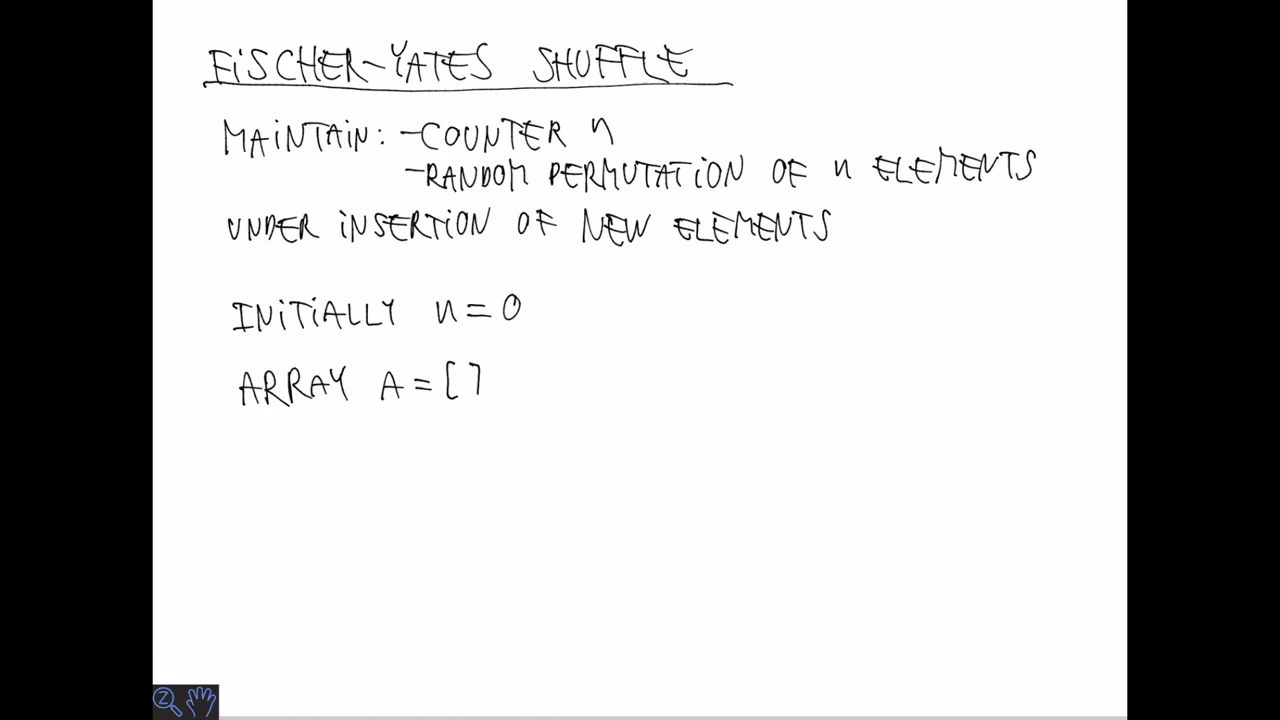 FiSCHER-YATES SHUFFLE
MAiNTAiN: -COUNTER n
-RANDOM PERMUTATiON OF n ELEMENTS
UNDER iNSERTiON OF NEW ELEMENTS
INiTiALLY n = 0
ARRAY A = []
Z